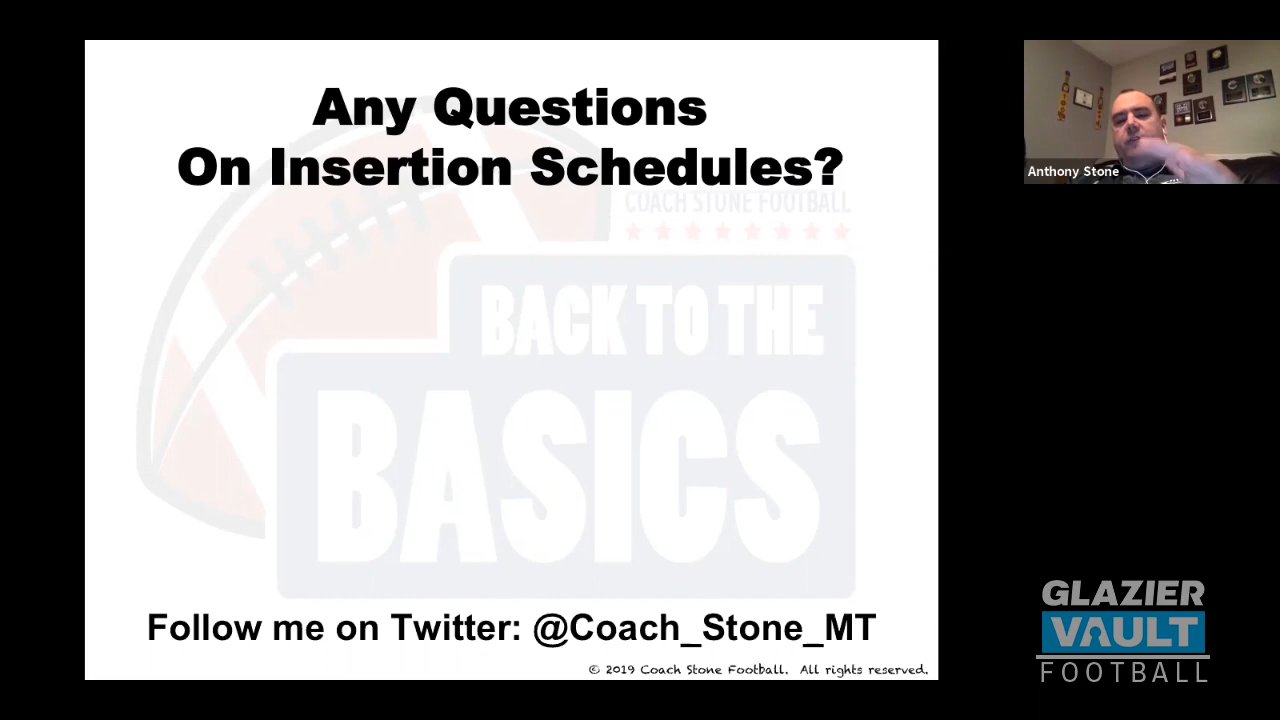 Any Questions
On Insertion Schedules?
COACH STONE FOOTBALL
BACK TO THE
BASICS
Follow me on Twitter: @Coach_Stone_MT
© 2019 Coach Stone Football. All rights reserved.
Anthony Stone
GLAZIER
VAULT
FOOTBALL